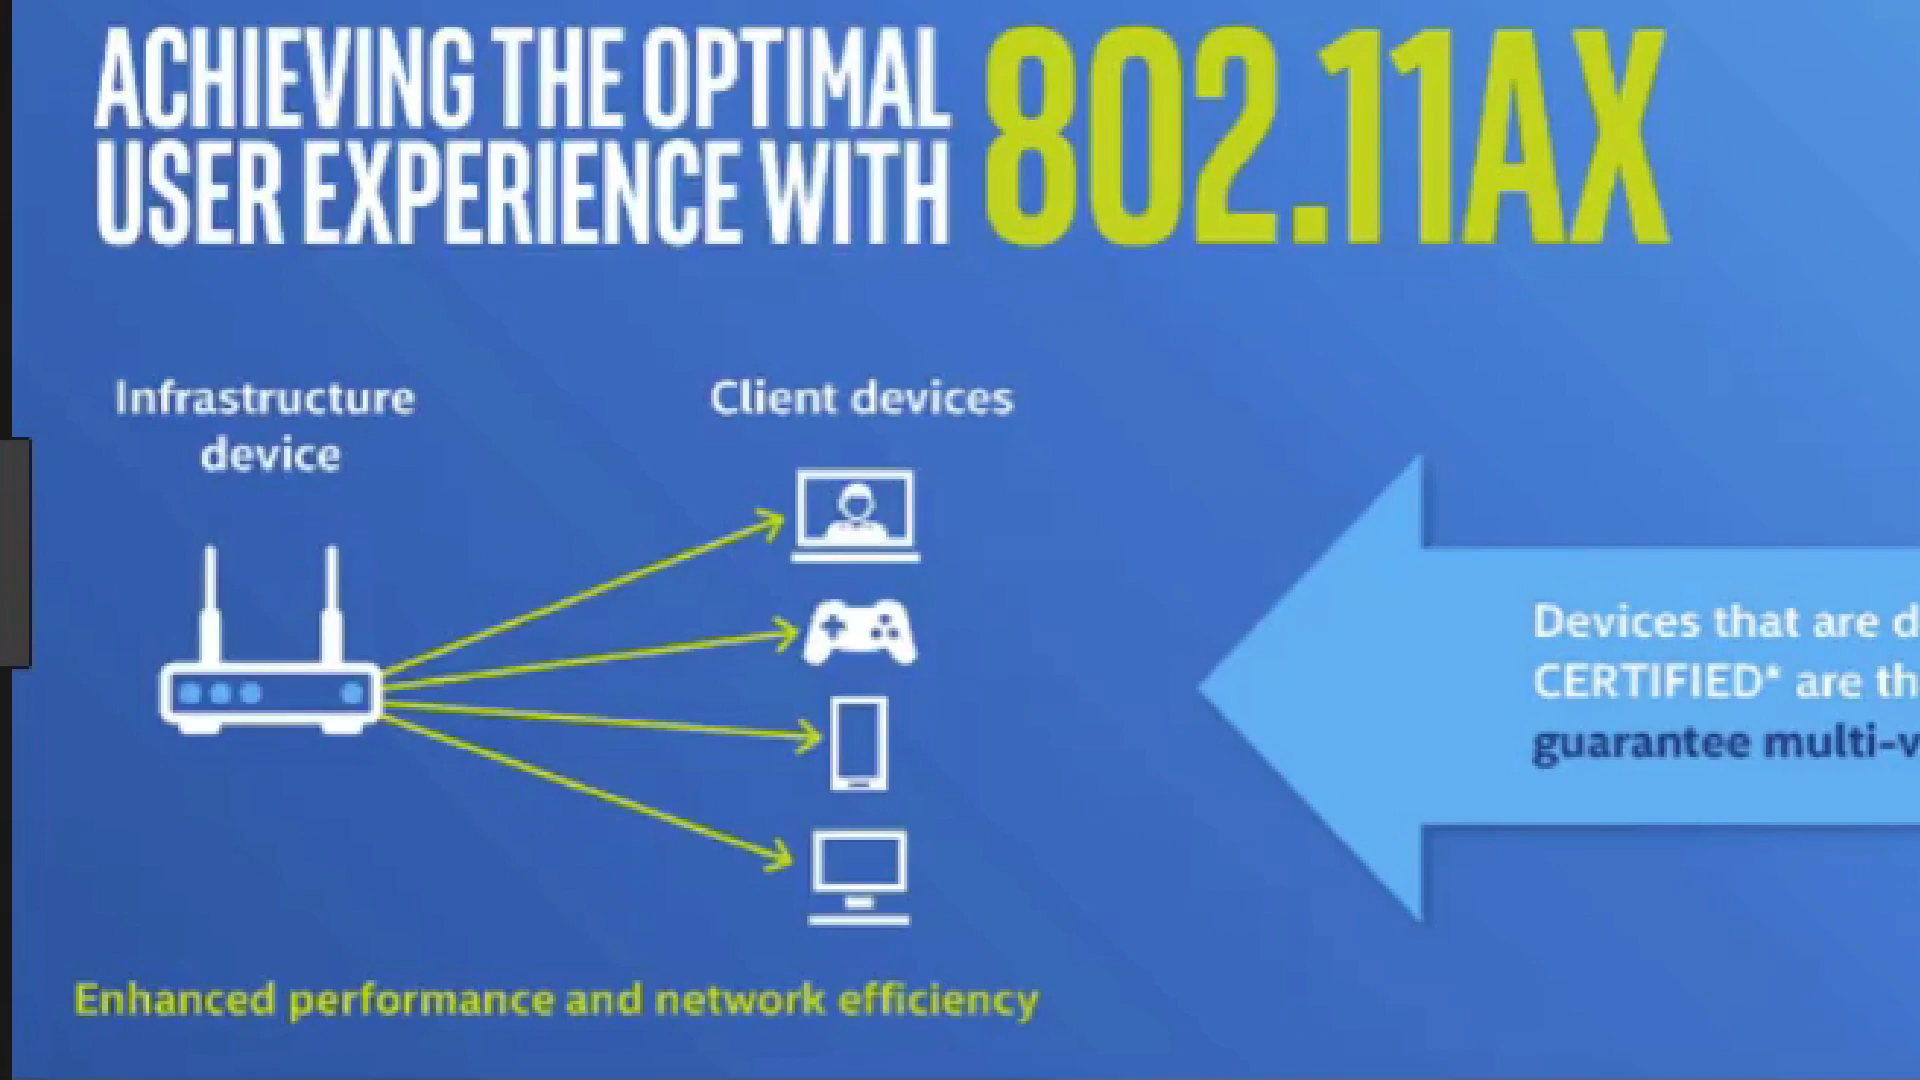 ACHIEVING THE OPTIMAL
USER EXPERIENCE WITH
802.11AX
Infrastructure
device
Client devices
Devices that are
CERTIFIED* are
guarantee
Enhanced performance and network efficiency